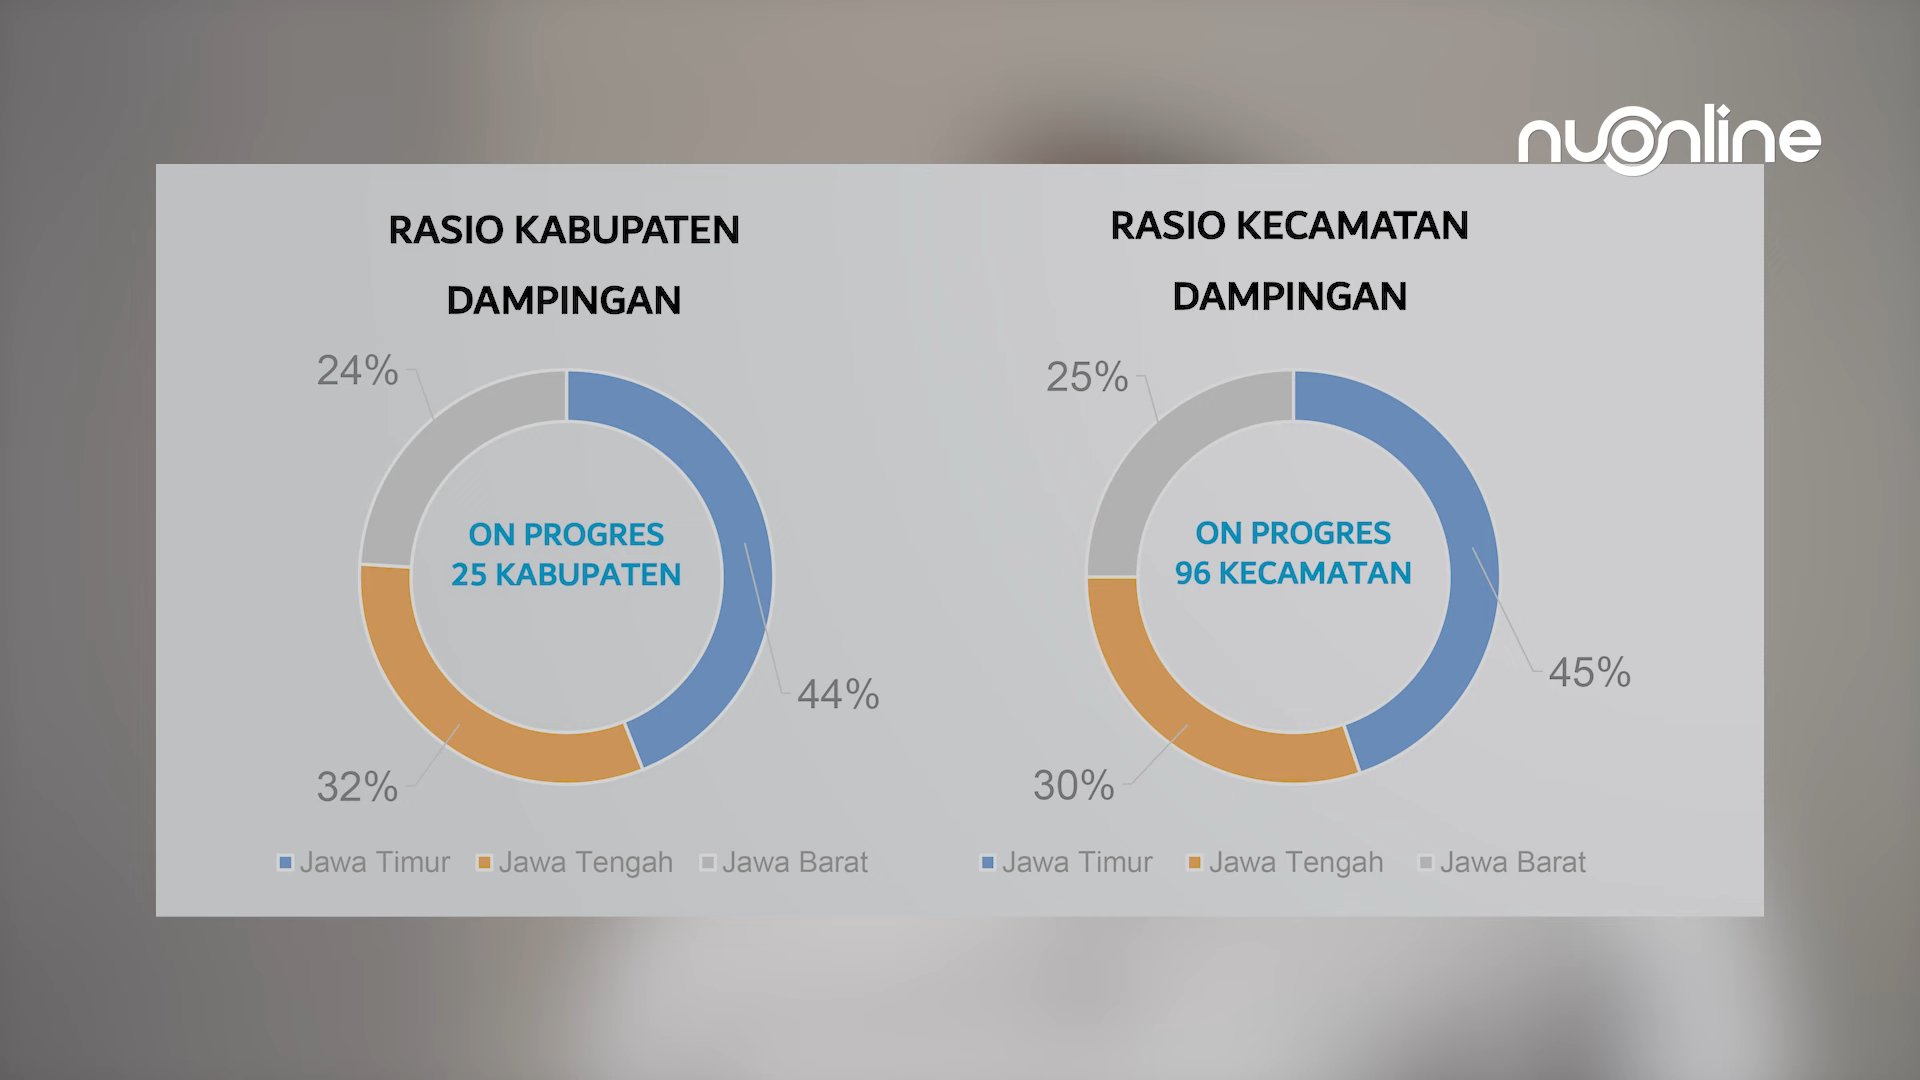 nuonline
RASIO KABUPATEN
DAMPINGAN
24%
ON PROGRES
25 KABUPATEN
44%
32%
Jawa Timur Jawa Tengah Jawa Barat
RASIO KECAMATAN
DAMPINGAN
25%
ON PROGRES
96 KECAMATAN
45%
30%
Jawa Timur Jawa Tengah Jawa Barat